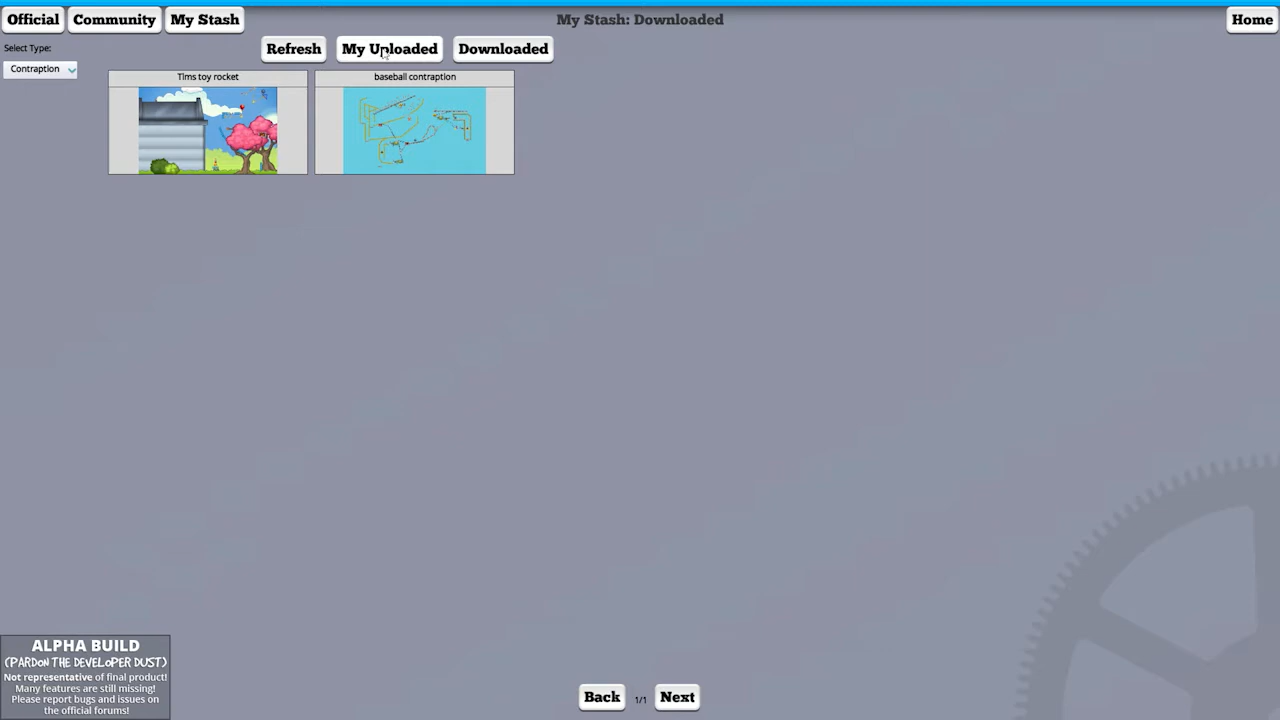 Official Community My Stash My Stash: Downloaded Home
Select Type:
Refresh My Uploaded Downloaded
Contraption
Tims toy rocket baseball contraption
ALPHA BUILD
(PARDON THE DEVELOPER DUST)
Not representative of final product!
Many features are still missing!
Please report bugs and issues on
the official forums!
Back 1/1 Next